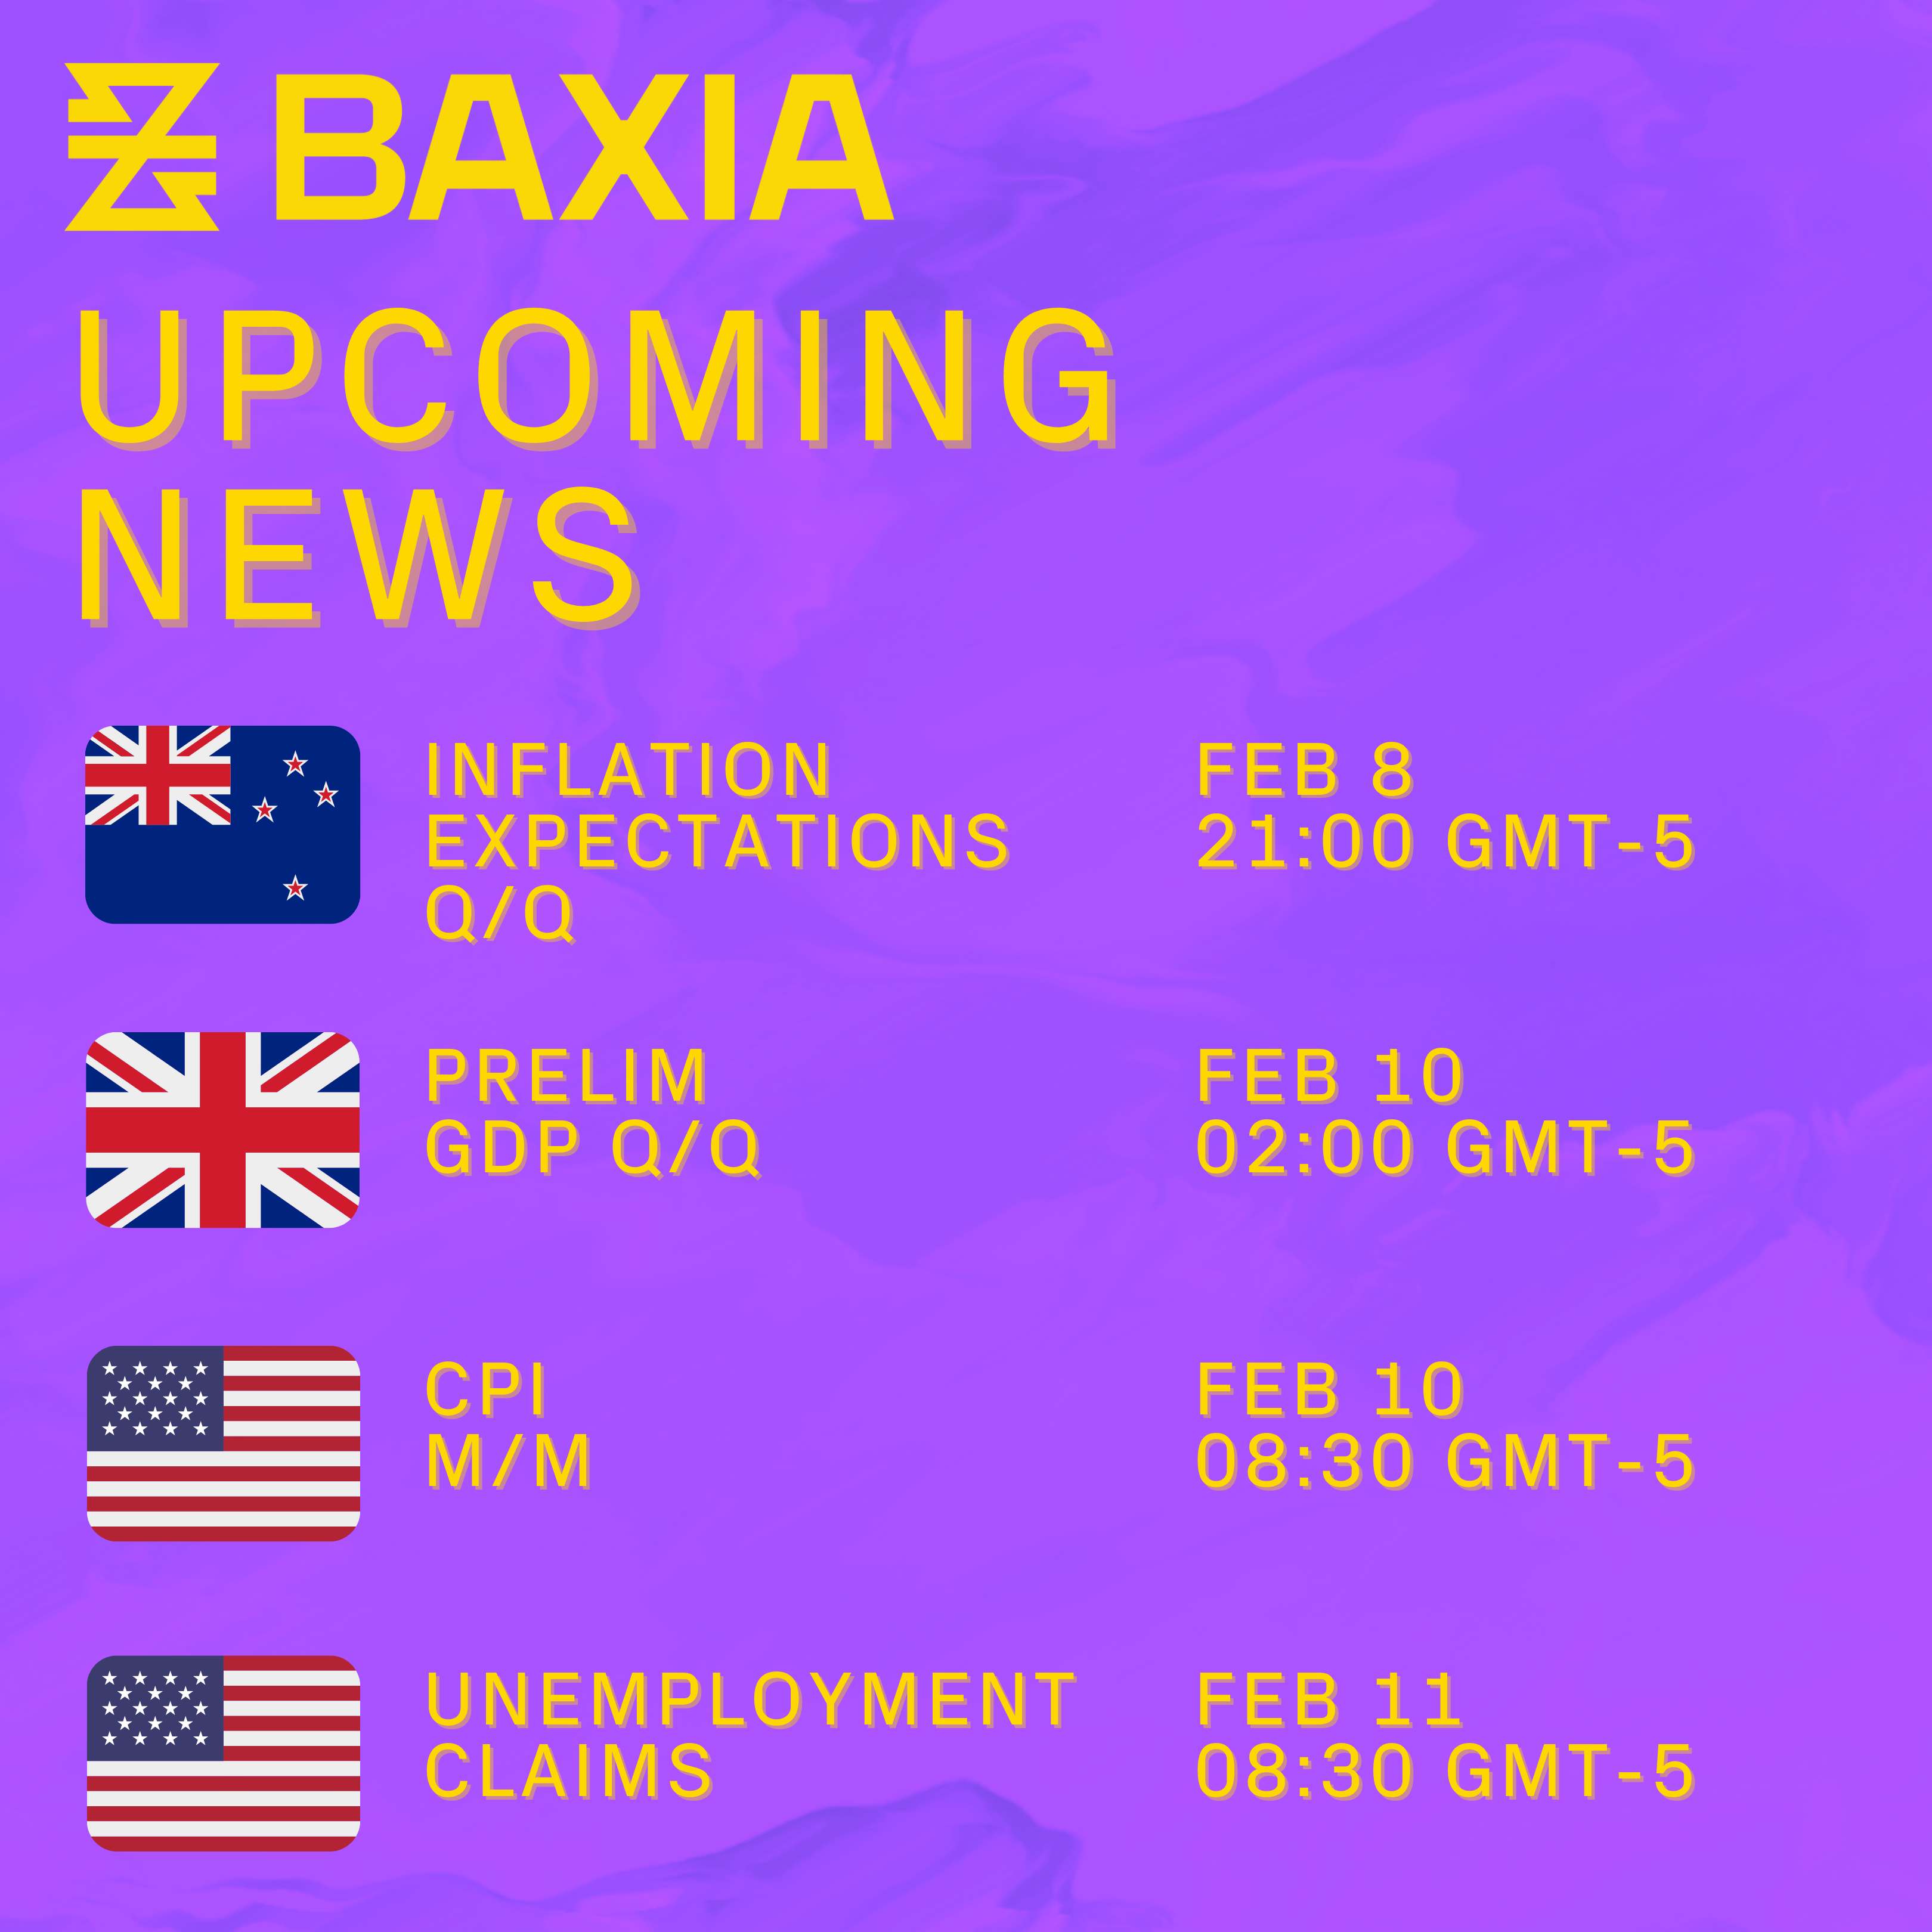 BAXIA
UPCOMING
NEWS
INFLATION
EXPECTATIONS
Q/Q
FEB 8
21:00 GMT-5
PRELIM
GDP Q/Q
FEB 10
02:00 GMT-5
CPI
M/M
FEB 10
08:30 GMT-5
UNEMPLOYMENT
CLAIMS
FEB 11
08:30 GMT-5